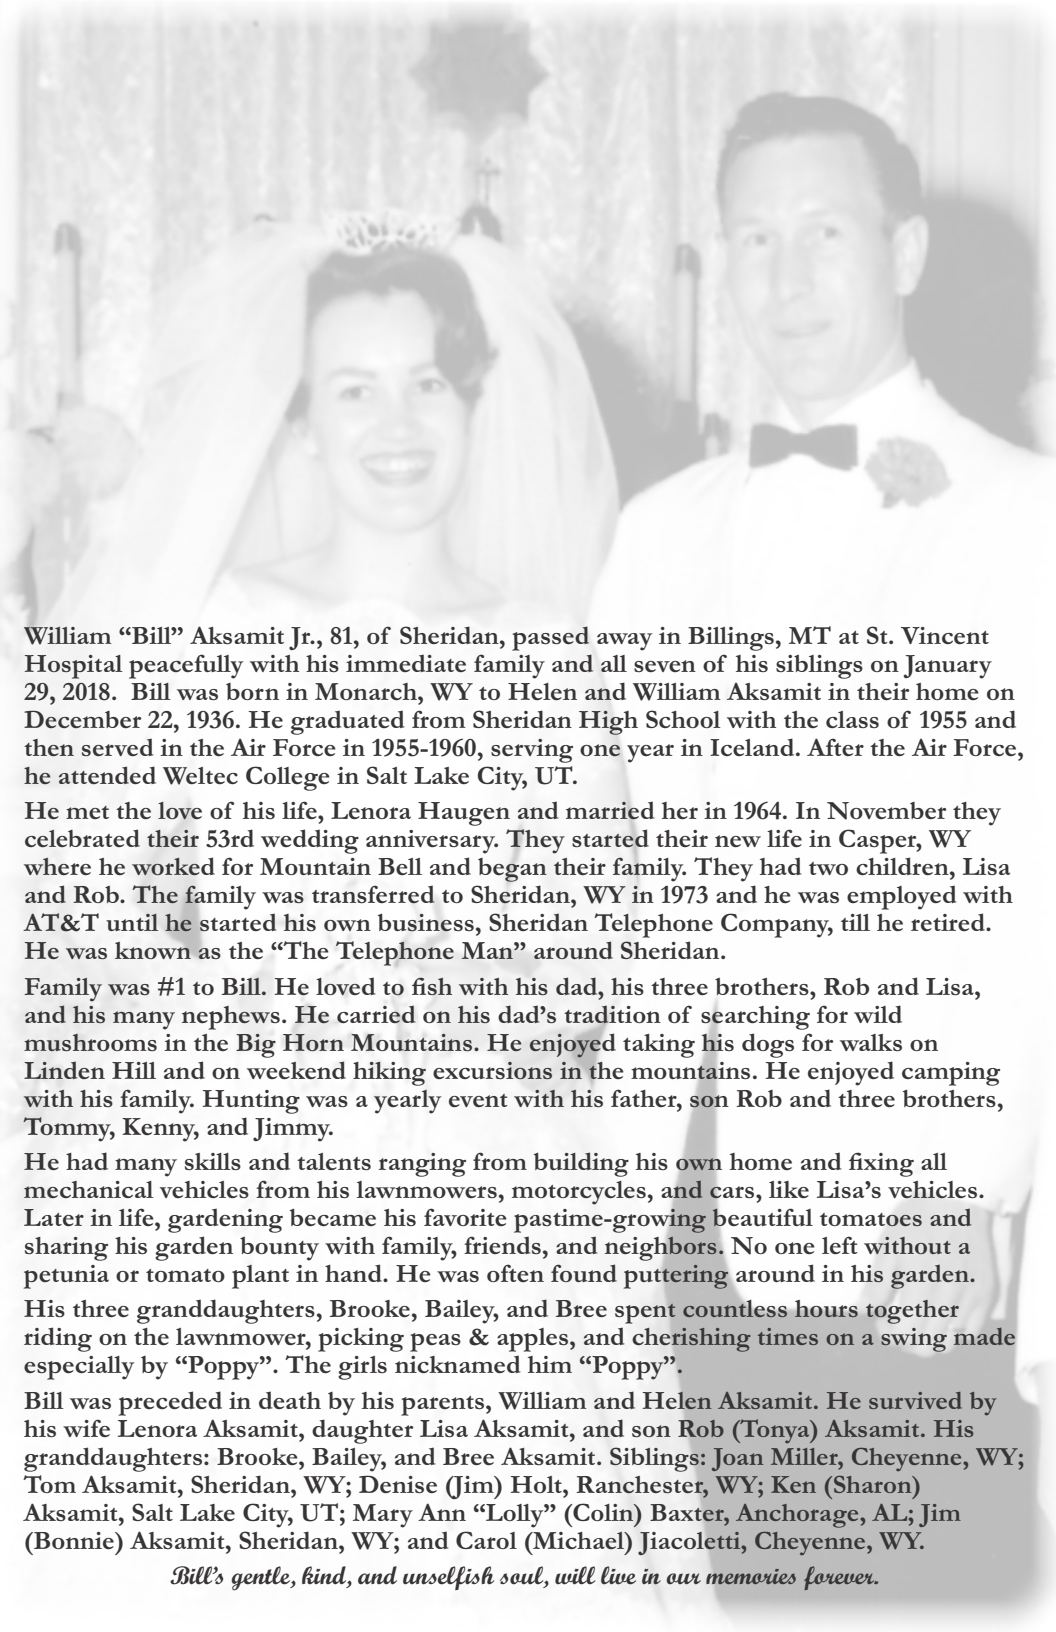 William “Bill” Aksamit Jr., 81, of Sheridan, passed away in Billings, MT at St. Vincent
Hospital peacefully with his immediate family and all seven of his siblings on January
29, 2018.  Bill was born in Monarch, WY to Helen and William Aksamit in their home on
December 22, 1936. He graduated from Sheridan High School with the class of 1955 and
then served in the Air Force in 1955-1960, serving one year in Iceland. After the Air Force,
he attended Weltec College in Salt Lake City, UT.
He met the love of his life, Lenora Haugen and married her in 1964. In November they
celebrated their 53rd wedding anniversary. They started their new life in Casper, WY
where he worked for Mountain Bell and began their family. They had two children, Lisa
and Rob. The family was transferred to Sheridan, WY in 1973 and he was employed with
AT&T until he started his own business, Sheridan Telephone Company, till he retired.
He was known as the “The Telephone Man” around Sheridan.
Family was #1 to Bill. He loved to fish with his dad, his three brothers, Rob and Lisa,
and his many nephews. He carried on his dad’s tradition of searching for wild
mushrooms in the Big Horn Mountains. He enjoyed taking his dogs for walks on
Linden Hill and on weekend hiking excursions in the mountains. He enjoyed camping
with his family. Hunting was a yearly event with his father, son Rob and three brothers,
Tommy, Kenny, and Jimmy.
He had many skills and talents ranging from building his own home and fixing all
mechanical vehicles from his lawnmowers, motorcycles, and cars, like Lisa’s vehicles.
Later in life, gardening became his favorite pastime-growing beautiful tomatoes and
sharing his garden bounty with family, friends, and neighbors. No one left without a
petunia or tomato plant in hand. He was often found puttering around in his garden.
His three granddaughters, Brooke, Bailey, and Bree spent countless hours together
riding on the lawnmower, picking peas & apples, and cherishing times on a swing made
especially by “Poppy”. The girls nicknamed him “Poppy”.
Bill was preceded in death by his parents, William and Helen Aksamit. He survived by
his wife Lenora Aksamit, daughter Lisa Aksamit, and son Rob (Tonya) Aksamit. His
granddaughters: Brooke, Bailey, and Bree Aksamit. Siblings: Joan Miller, Cheyenne, WY;
Tom Aksamit, Sheridan, WY; Denise (Jim) Holt, Ranchester, WY; Ken (Sharon)
Aksamit, Salt Lake City, UT; Mary Ann “Lolly” (Colin) Baxter, Anchorage, AL; Jim
(Bonnie) Aksamit, Sheridan, WY; and Carol (Michael) Jiacoletti, Cheyenne, WY.
Bill’s gentle, kind, and unselfish soul, will live in our memories forever.